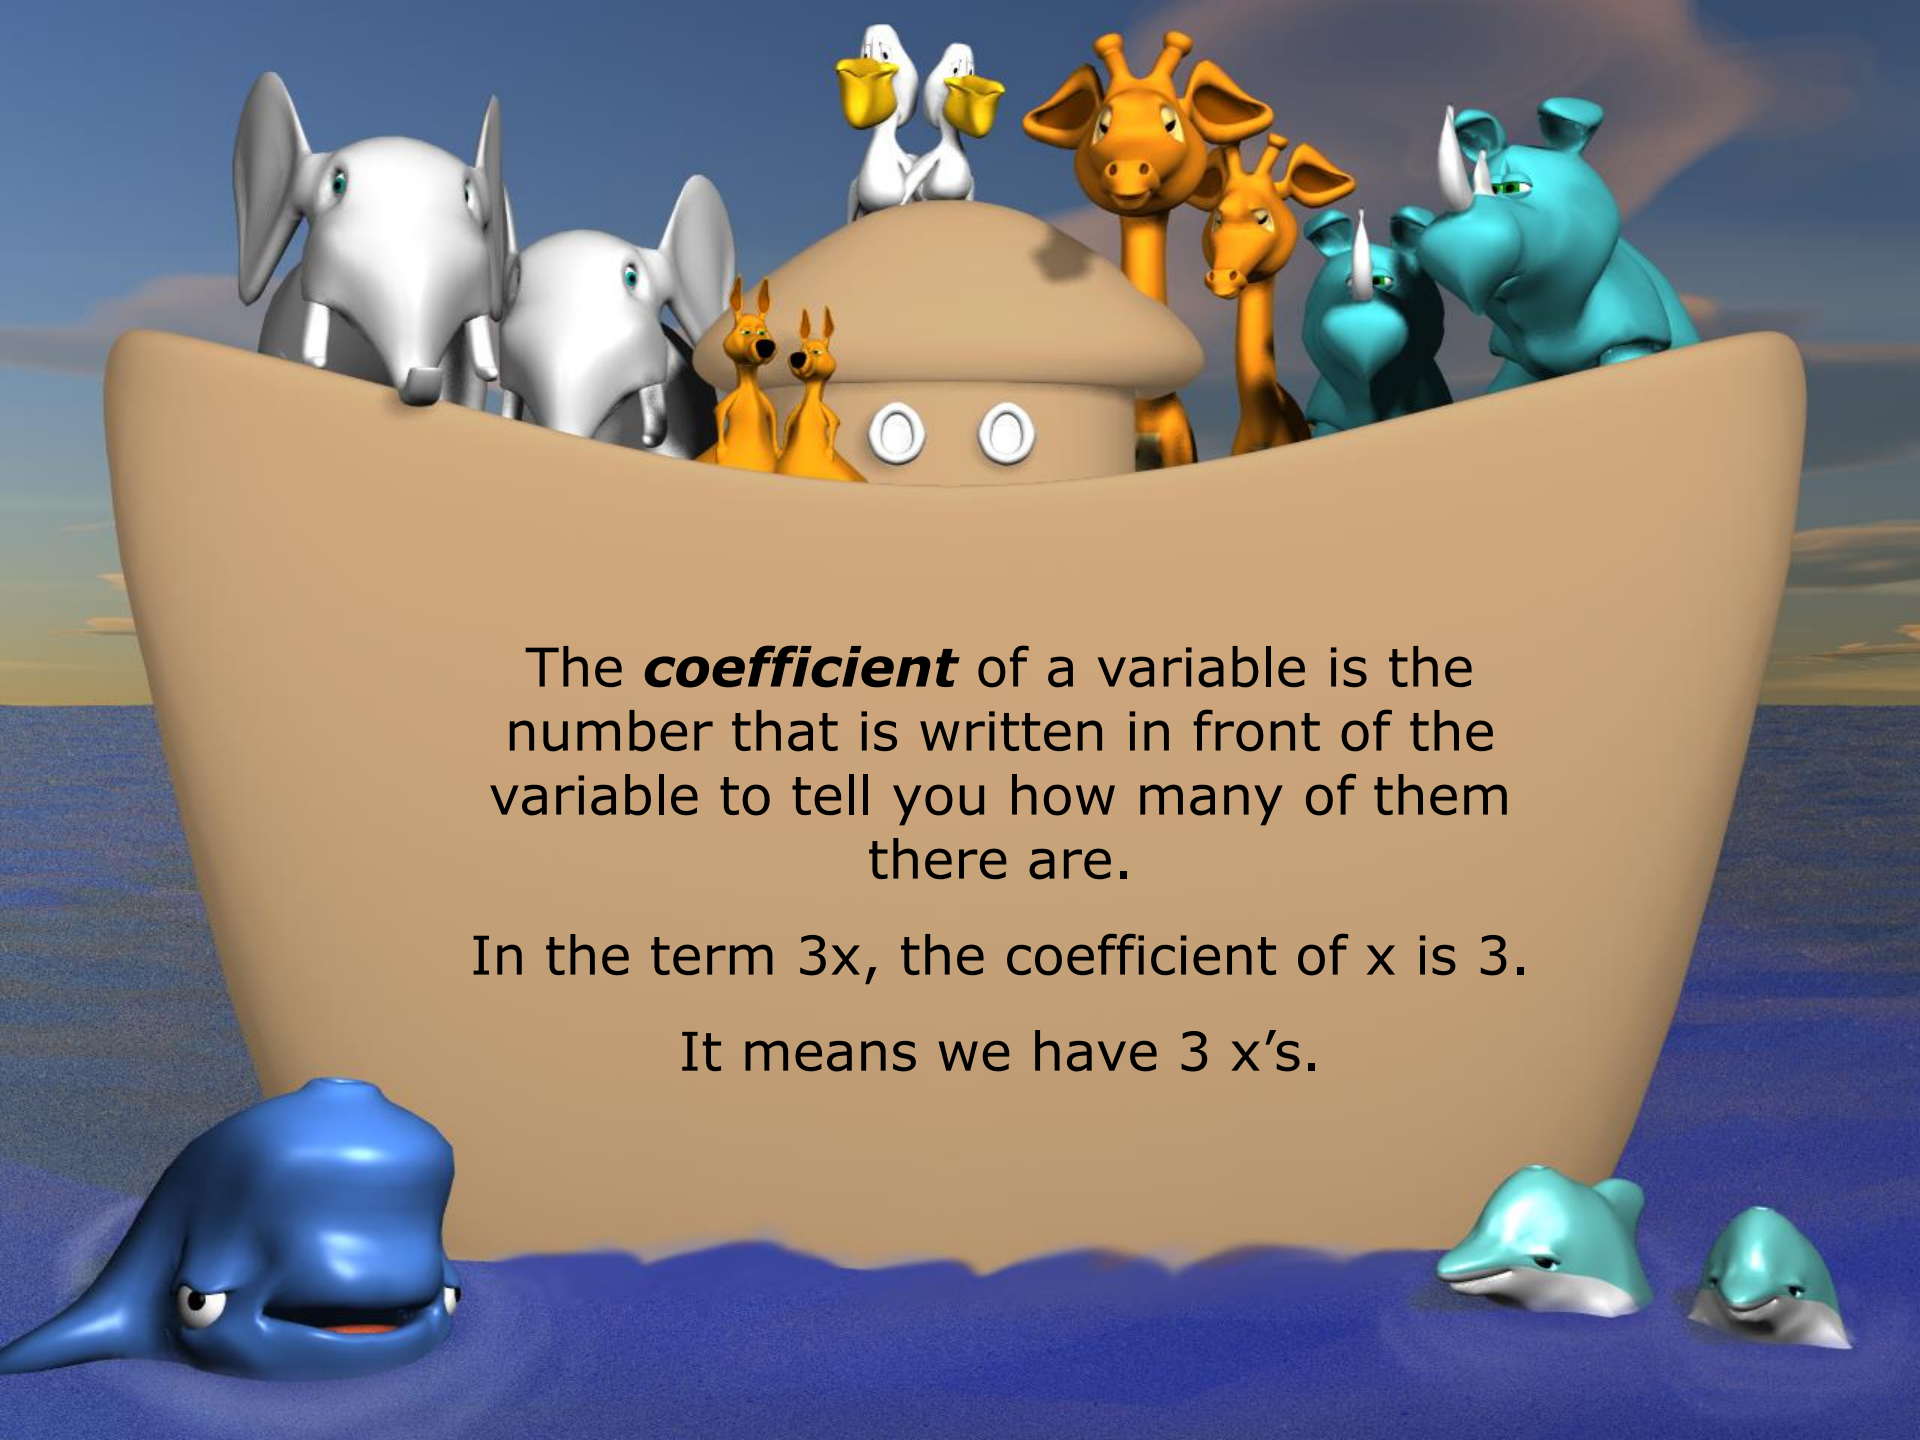 The coefficient of a variable is the
number that is written in front of the
variable to tell you how many of them
there are.
In the term 3x, the coefficient of x is 3.
It means we have 3 x’s.